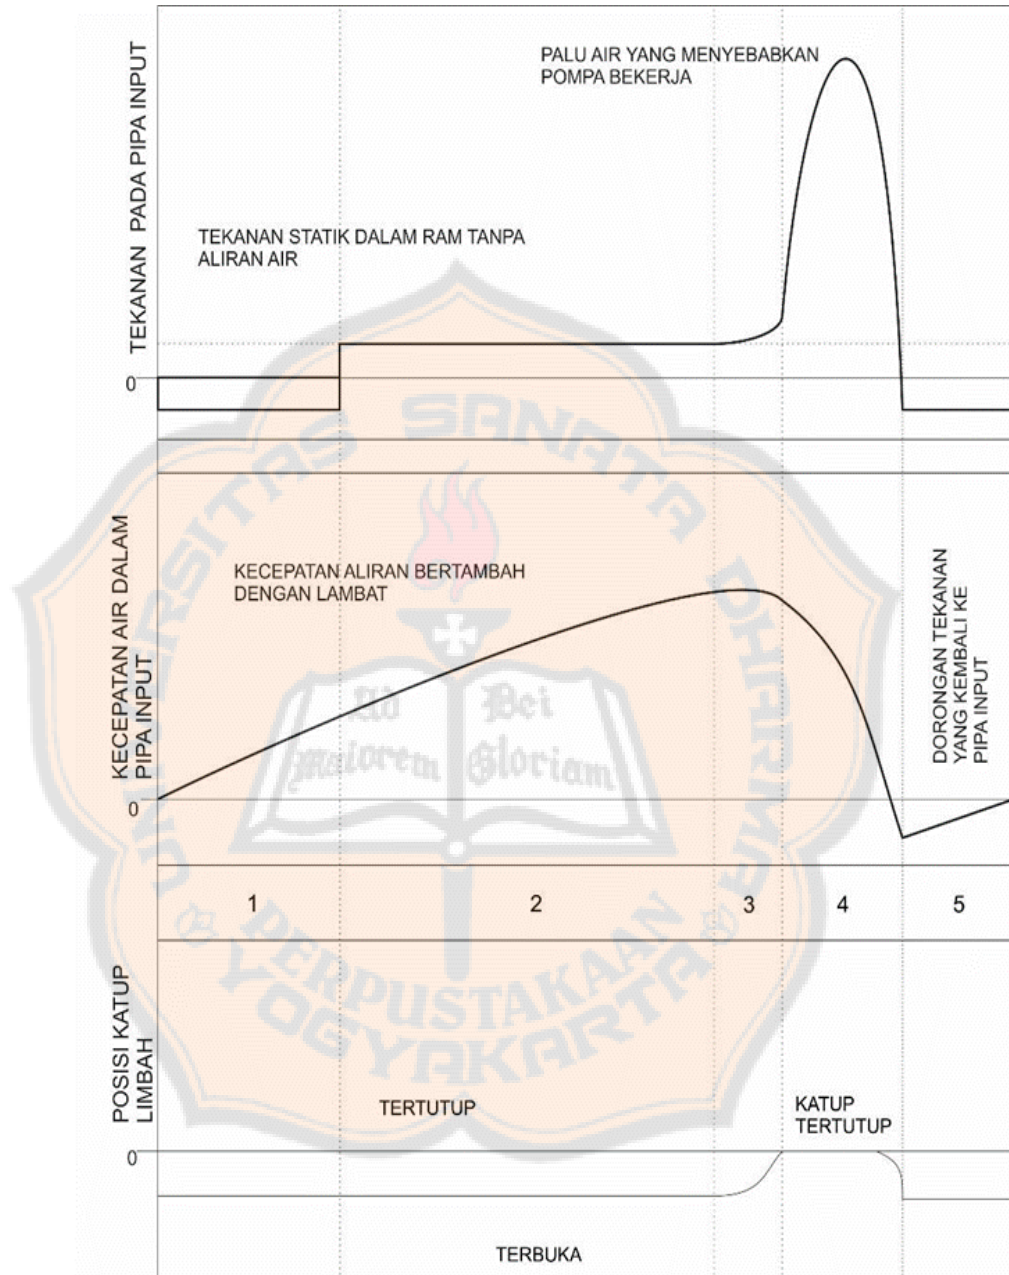 TEKANAN PADA PIPA INPUT
PALU AIR YANG MENYEBABKAN
POMPA BEKERJA
TEKANAN STATIK DALAM RAM TANPA
ALIRAN AIR
0
KECEPATAN AIR DALAM
PIPA INPUT
KECEPATAN ALIRAN BERTAMBAH
DENGAN LAMBAT
DORONGAN TEKANAN
YANG KEMBALI KE
PIPA INPUT
0
1
2
3
4
5
POSISI KATUP
LIMBAH
TERTUTUP
KATUP
TERTUTUP
0
TERBUKA
UNIVERSITAS SANATA DHARMA
Ad Dei
Maiorem Gloriam
PERPUSTAKAAN
YOGYAKARTA